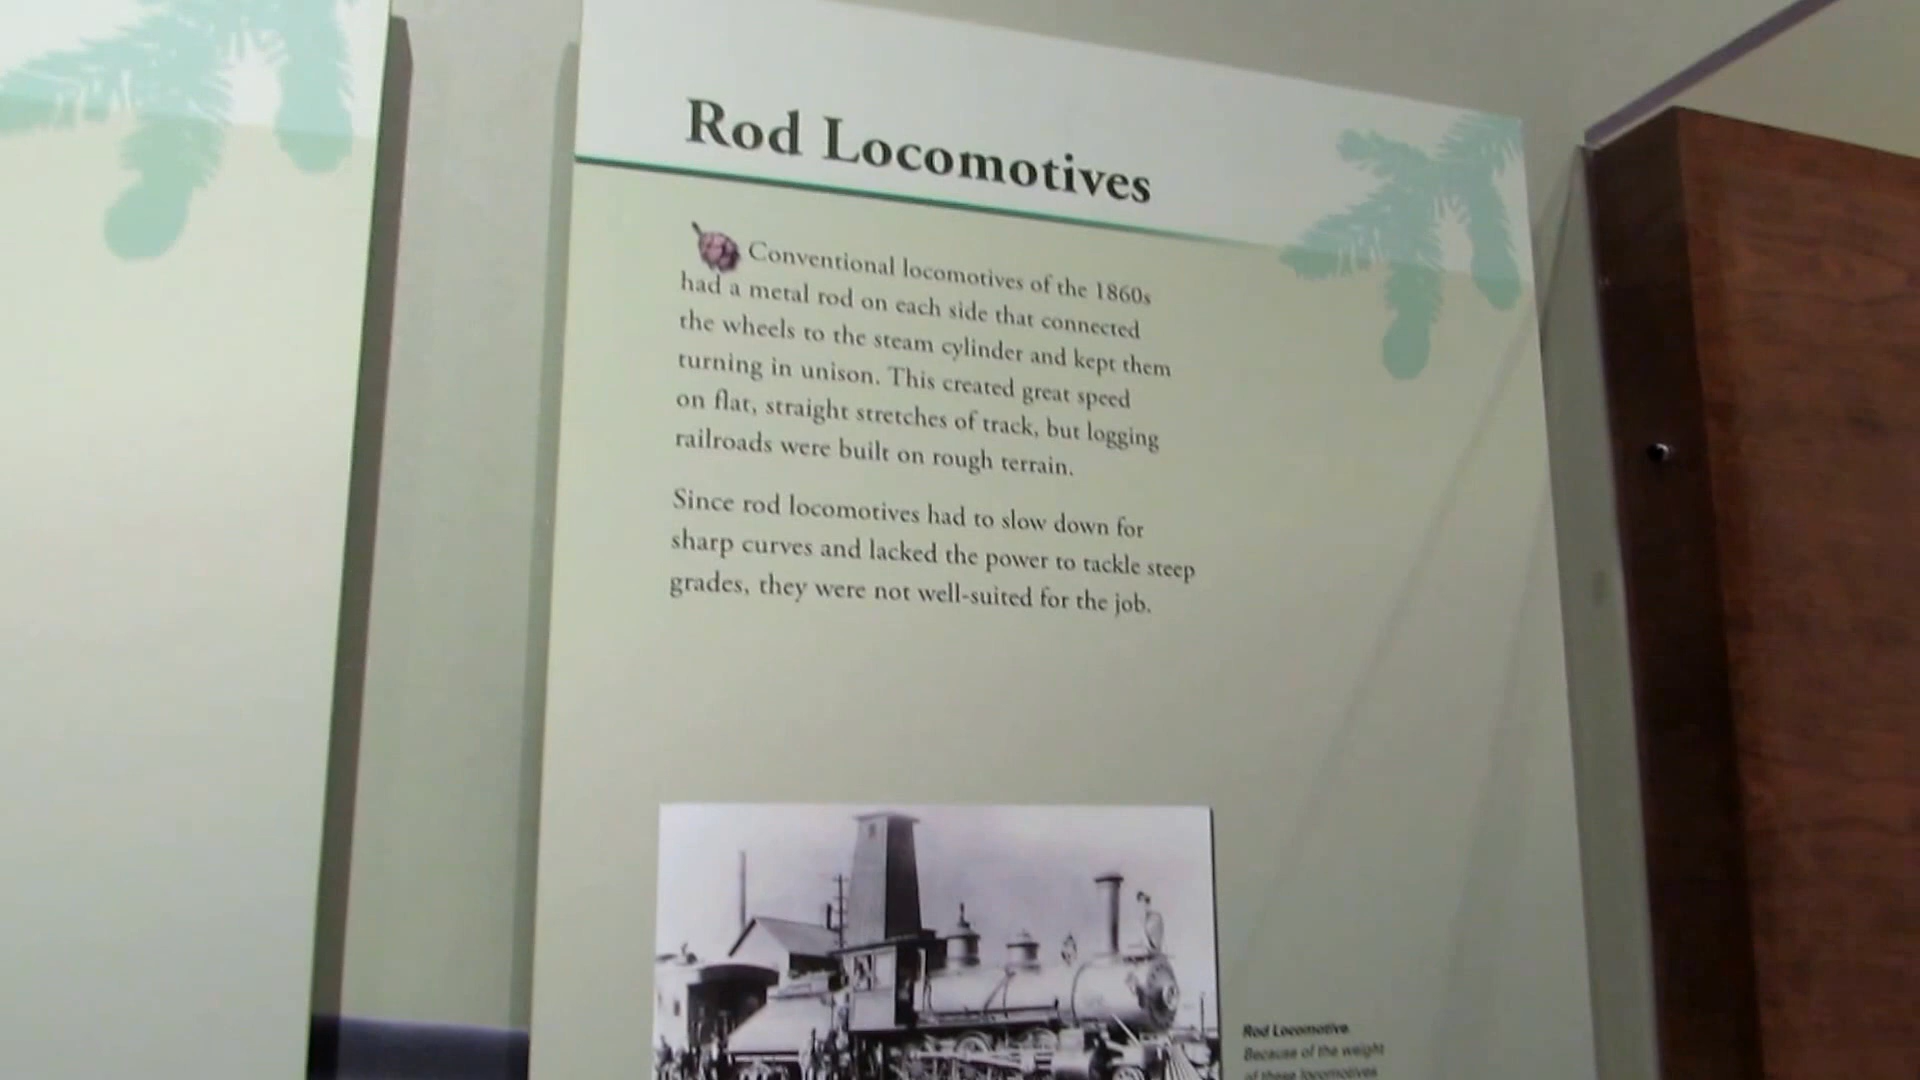 Rod Locomotives
Conventional locomotives of the 1860s
had a metal rod on each side that connected
the wheels to the steam cylinder and kept them
turning in unison. This created great speed
on flat, straight stretches of track, but logging
railroads were built on rough terrain.
Since rod locomotives had to slow down for
sharp curves and lacked the power to tackle steep
grades, they were not well-suited for the job.
Rod Locomotive.
Because of the weight
of these locomotives